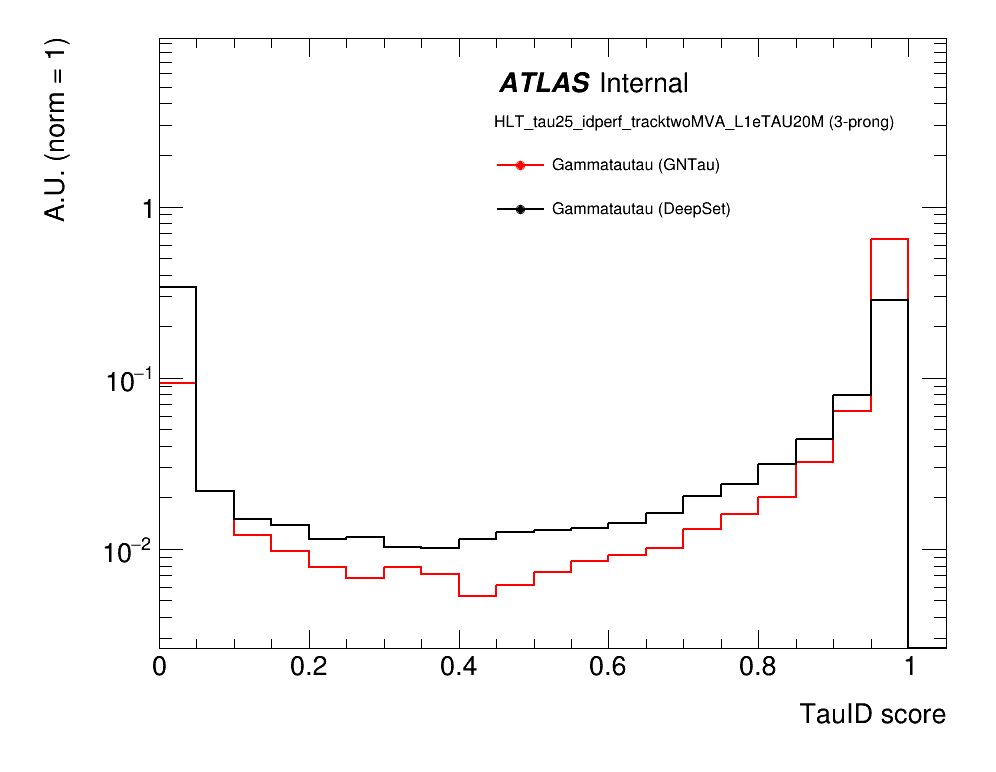 A.U. (norm = 1)
ATLAS Internal
HLT_tau25_idperf_tracktwoMVA_L1eTAU20M (3-prong)
Gammatautau (GNTau)
Gammatautau (DeepSet)
1
10⁻¹
10⁻²
0 0.2 0.4 0.6 0.8 1
TauID score